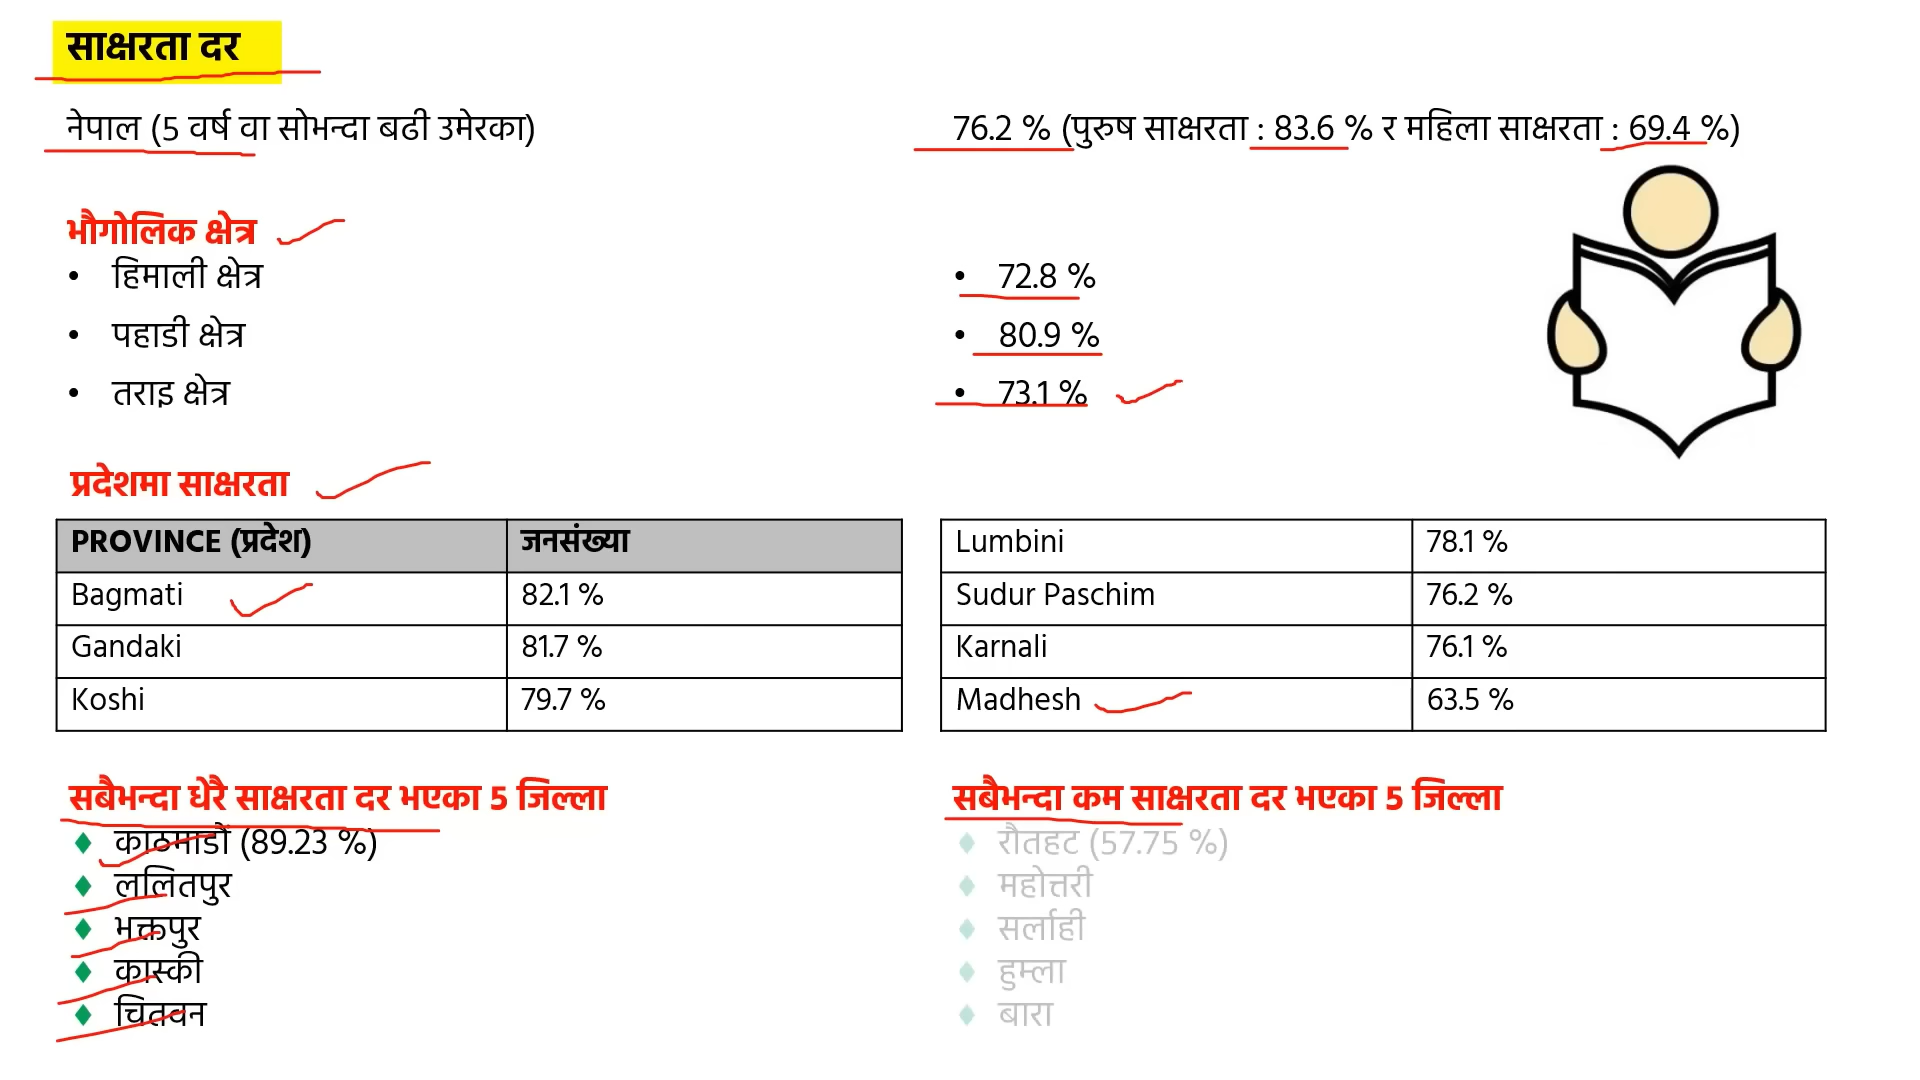 साक्षरता दर
नेपाल (5 वर्ष वा सोभन्दा बढी उमेरका) 76.2 % (पुरुष साक्षरता : 83.6 % र महिला साक्षरता : 69.4 %)
भौगोलिक क्षेत्र
• हिमाली क्षेत्र • 72.8 %
• पहाडी क्षेत्र • 80.9 %
• तराइ क्षेत्र • 73.1 %
प्रदेशमा साक्षरता
PROVINCE (प्रदेश) जनसंख्या
Bagmati 82.1 %
Gandaki 81.7 %
Koshi 79.7 %
Lumbini 78.1 %
Sudur Paschim 76.2 %
Karnali 76.1 %
Madhesh 63.5 %
सबैभन्दा धेरै साक्षरता दर भएका 5 जिल्ला
काठमाडौं (89.23 %)
ललितपुर
भक्तपुर
कास्की
चितवन
सबैभन्दा कम साक्षरता दर भएका 5 जिल्ला
रौतहट (57.75 %)
महोत्तरी
सर्लाही
हुम्ला
बारा